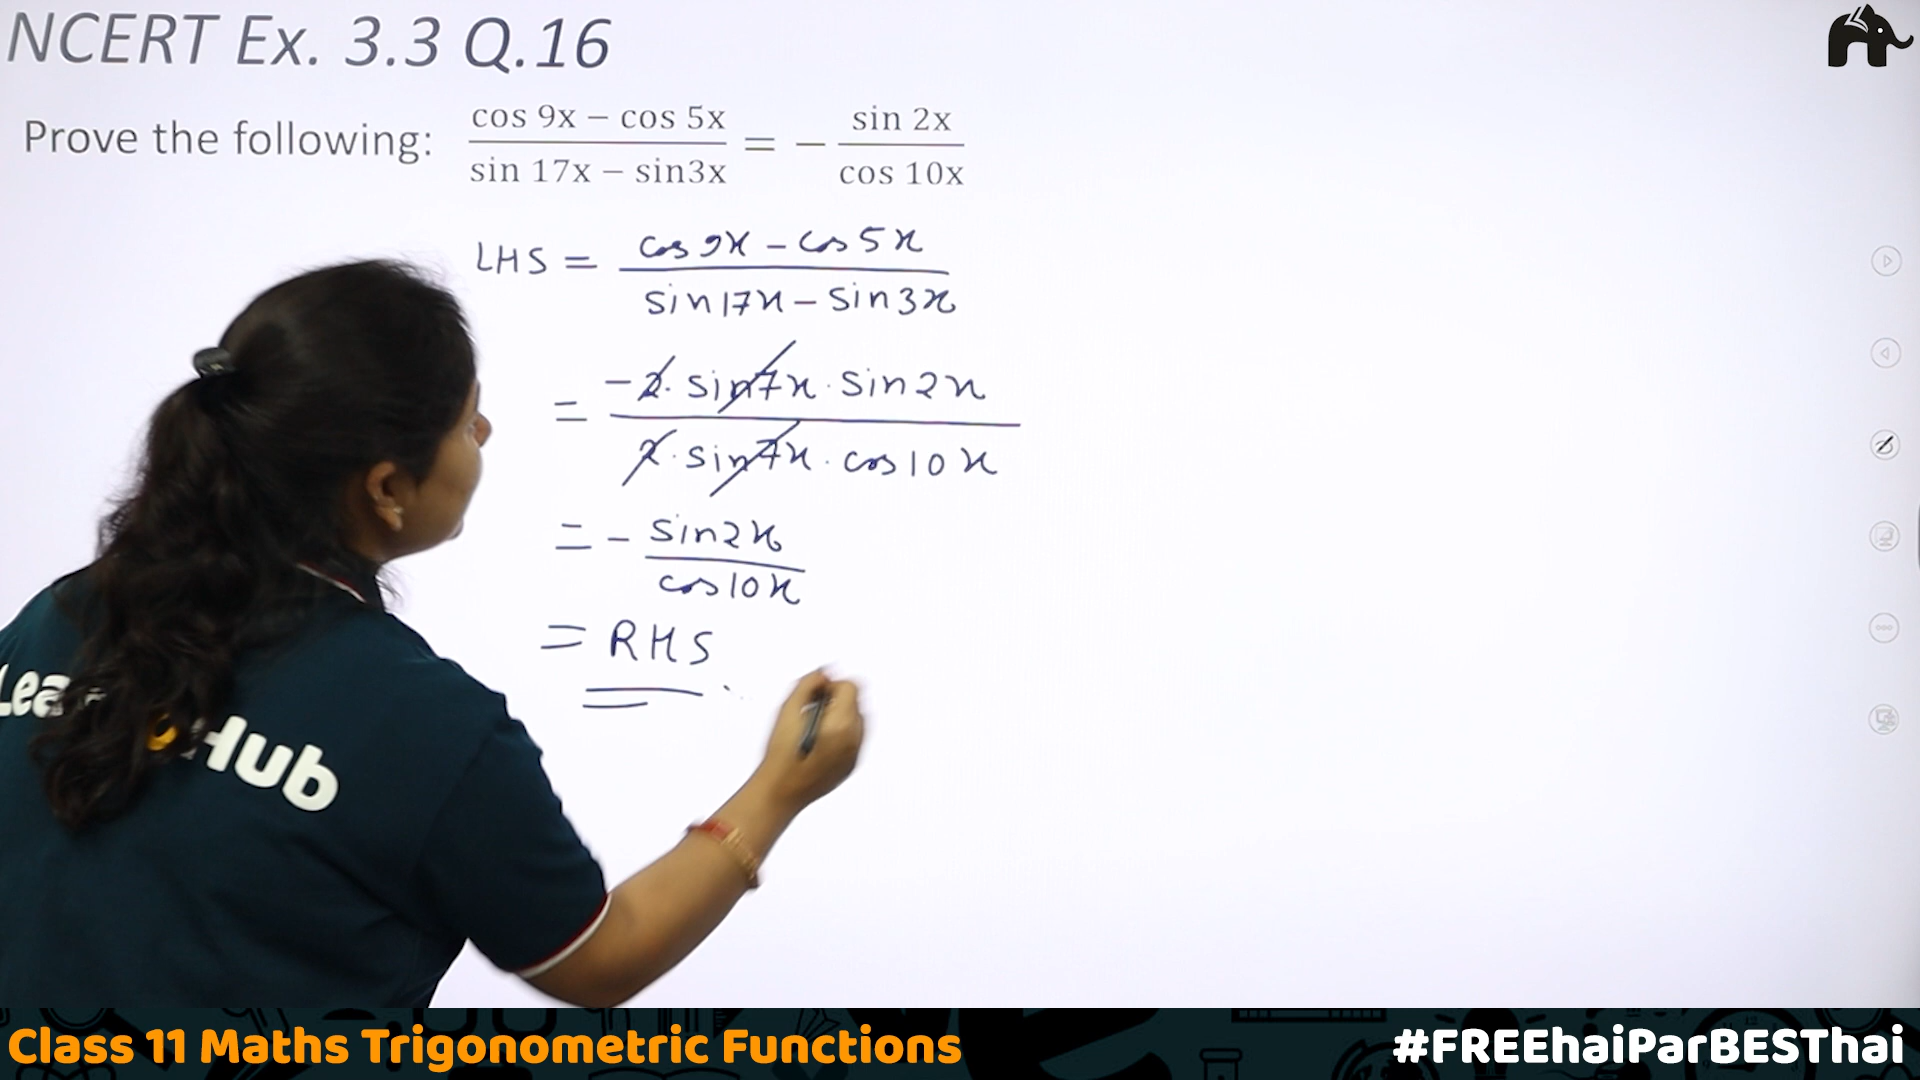 NCERT Ex. 3.3 Q.16
Prove the following: (cos 9x − cos 5x)/(sin 17x − sin3x) = − sin 2x/cos 10x
LHS = (cos 9x − cos 5x)/(sin 17x − sin 3x)
= (−2 · sin 7x · sin 2x)/(2 · sin 7x · cos 10x)
= − sin 2x/cos 10x
= RHS
Hub
Class 11 Maths Trigonometric Functions
#FREEhaiParBESThai